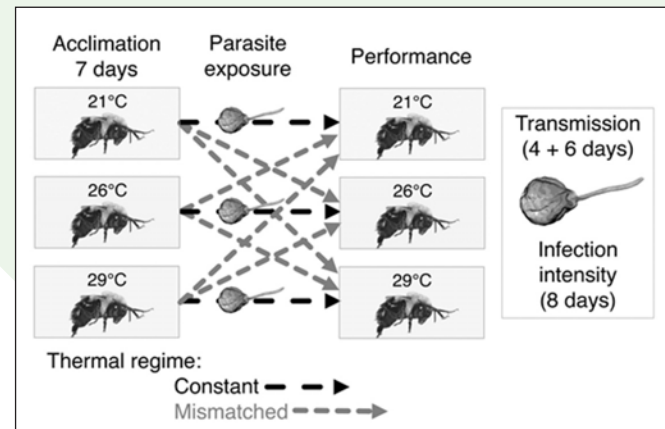 Acclimation
7 days
Parasite
exposure
Performance
21°C
26°C
29°C
21°C
26°C
29°C
Transmission
(4 + 6 days)
Infection
intensity
(8 days)
Thermal regime:
Constant
Mismatched